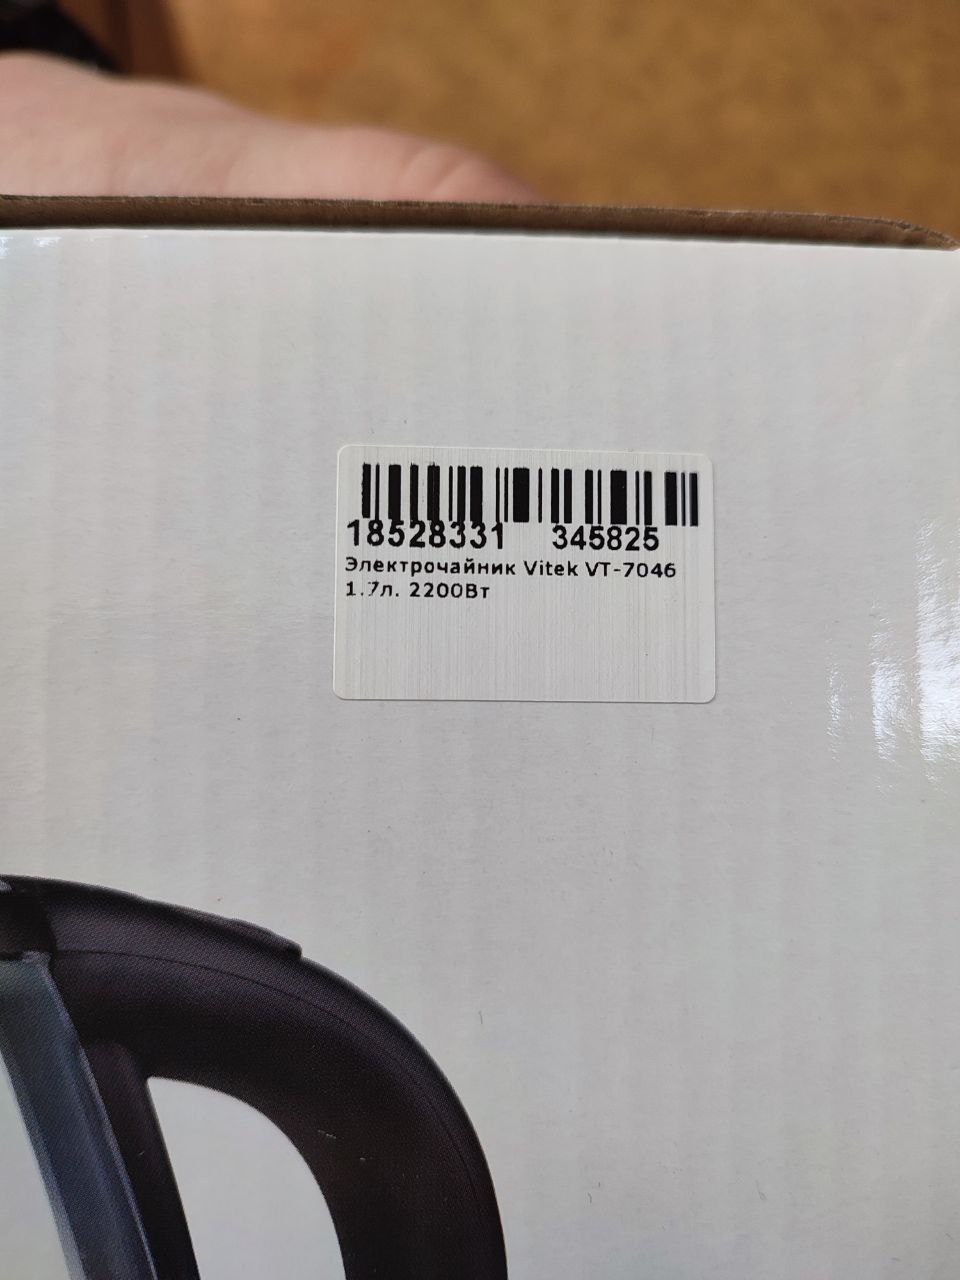 18528331 345825
Электрочайник Vitek VT-7046
1.7л. 2200Вт